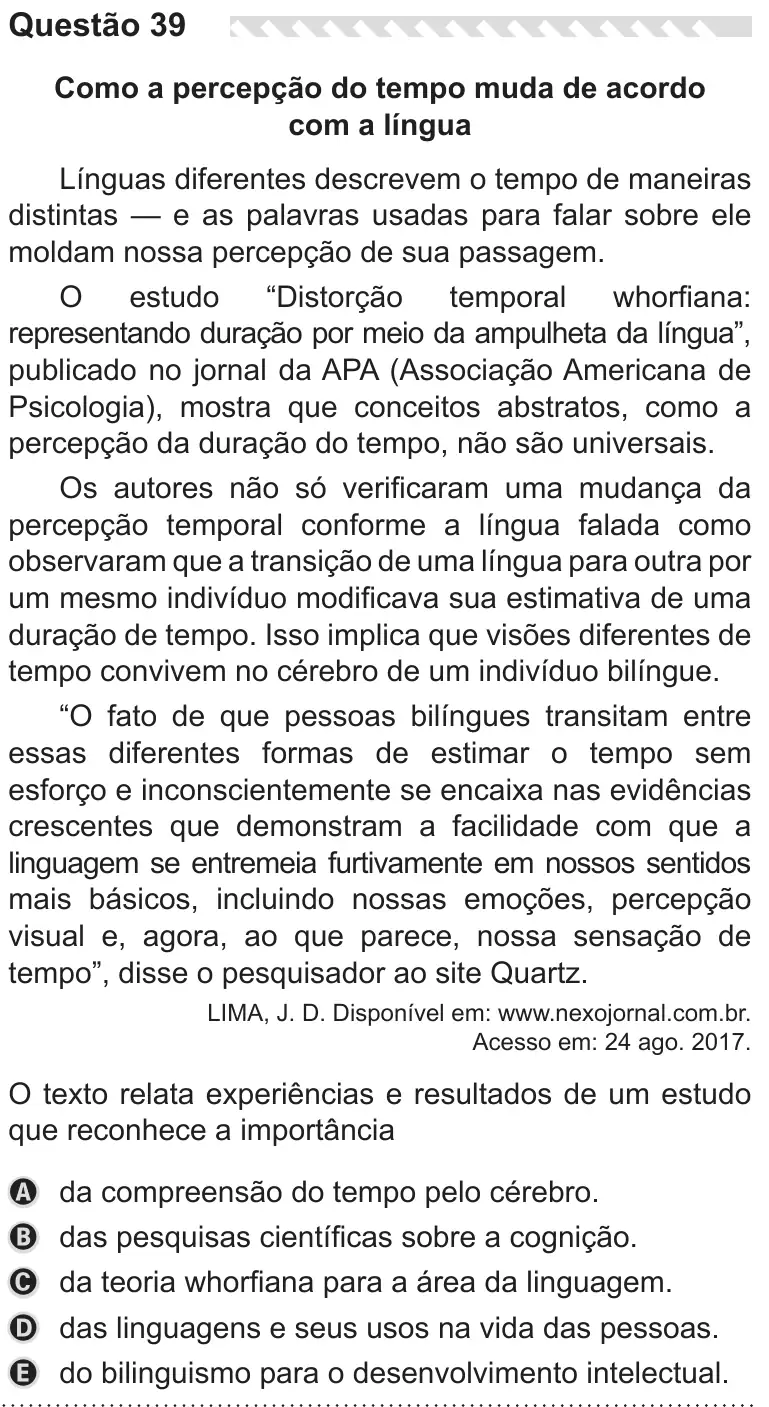 Questão 39
Como a percepção do tempo muda de acordo
com a língua
Línguas diferentes descrevem o tempo de maneiras
distintas — e as palavras usadas para falar sobre ele
moldam nossa percepção de sua passagem.
O estudo “Distorção temporal whorfiana:
representando duração por meio da ampulheta da língua”,
publicado no jornal da APA (Associação Americana de
Psicologia), mostra que conceitos abstratos, como a
percepção da duração do tempo, não são universais.
Os autores não só verificaram uma mudança da
percepção temporal conforme a língua falada como
observaram que a transição de uma língua para outra por
um mesmo indivíduo modificava sua estimativa de uma
duração de tempo. Isso implica que visões diferentes de
tempo convivem no cérebro de um indivíduo bilíngue.
“O fato de que pessoas bilíngues transitam entre
essas diferentes formas de estimar o tempo sem
esforço e inconscientemente se encaixa nas evidências
crescentes que demonstram a facilidade com que a
linguagem se entremeia furtivamente em nossos sentidos
mais básicos, incluindo nossas emoções, percepção
visual e, agora, ao que parece, nossa sensação de
tempo”, disse o pesquisador ao site Quartz.
LIMA, J. D. Disponível em: www.nexojornal.com.br.
Acesso em: 24 ago. 2017.
O texto relata experiências e resultados de um estudo
que reconhece a importância
A da compreensão do tempo pelo cérebro.
B das pesquisas científicas sobre a cognição.
C da teoria whorfiana para a área da linguagem.
D das linguagens e seus usos na vida das pessoas.
E do bilinguismo para o desenvolvimento intelectual.